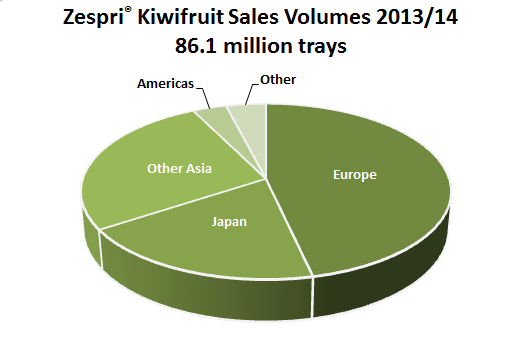 Zespri® Kiwifruit Sales Volumes 2013/14
86.1 million trays
Americas
Other
Other Asia
Europe
Japan